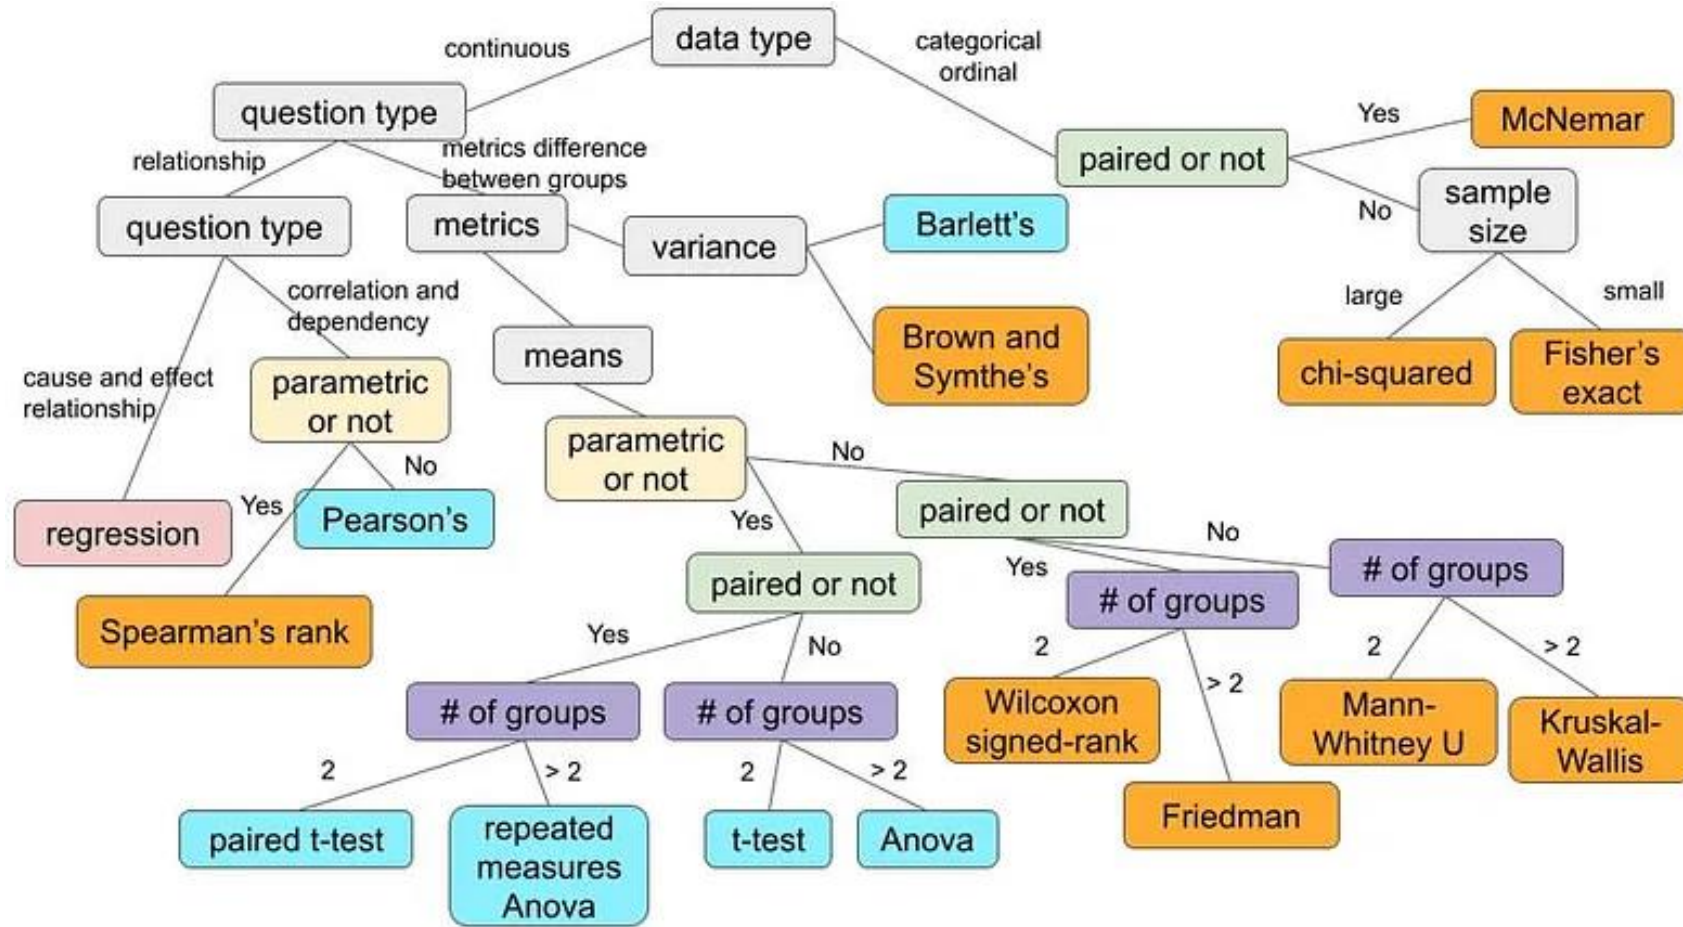 data type
continuous
categorical
ordinal
question type
McNemar
Yes
paired or not
relationship
metrics difference
between groups
No
sample
size
question type
metrics
variance
Barlett's
large
small
correlation and
dependency
means
Brown and
Symthe's
chi-squared
Fisher's
exact
cause and effect
relationship
parametric
or not
parametric
or not
No
No
Yes
regression
Pearson's
Yes
paired or not
No
paired or not
Yes
# of groups
# of groups
Spearman's rank
Yes
No
2
> 2
2
> 2
# of groups
# of groups
Wilcoxon
signed-rank
Mann-
Whitney U
Kruskal-
Wallis
2
> 2
2
> 2
Friedman
paired t-test
repeated
measures
Anova
t-test
Anova